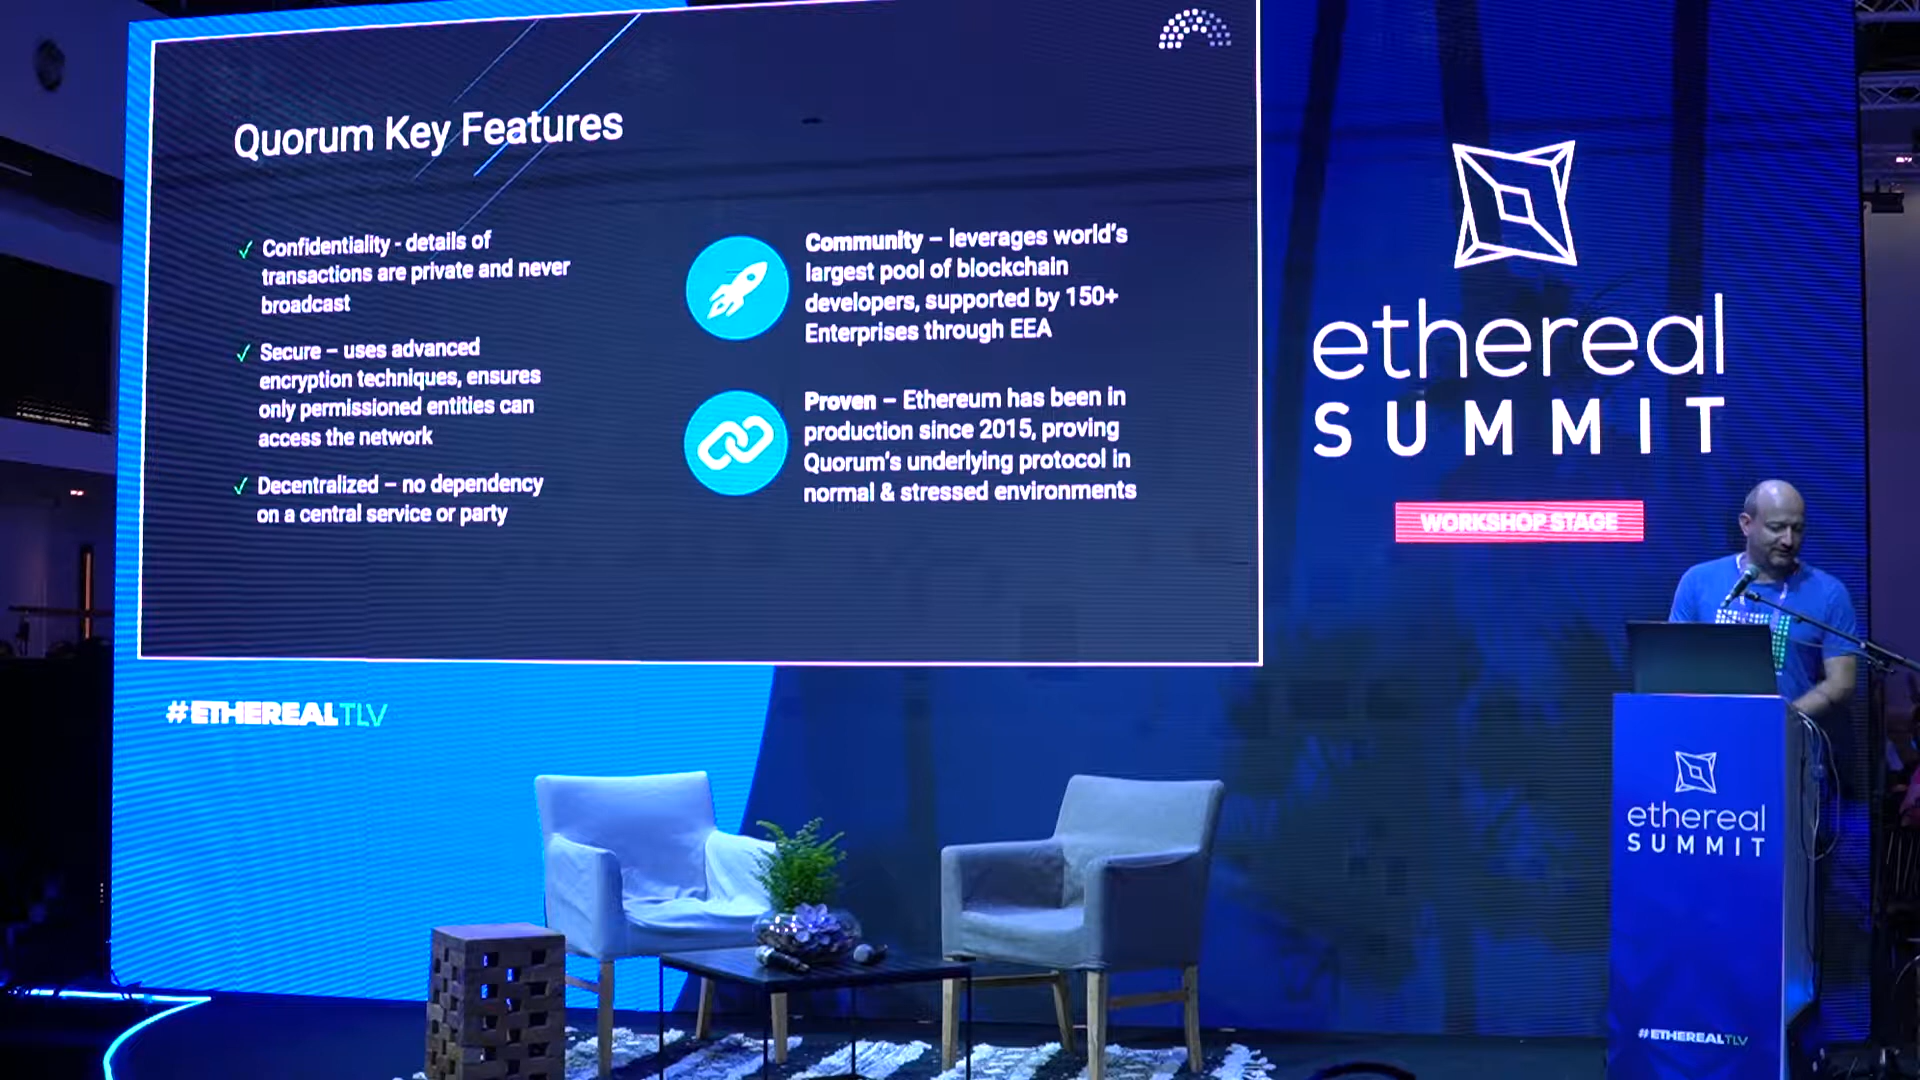 Quorum Key Features
✓ Confidentiality - details of
transactions are private and never
broadcast
✓ Secure – uses advanced
encryption techniques, ensures
only permissioned entities can
access the network
✓ Decentralized – no dependency
on a central service or party
Community – leverages world's
largest pool of blockchain
developers, supported by 150+
Enterprises through EEA
Proven – Ethereum has been in
production since 2015, proving
Quorum's underlying protocol in
normal & stressed environments
ethereal
SUMMIT
WORKSHOP STAGE
#ETHEREALTLV
ethereal
SUMMIT
#ETHEREALTLV